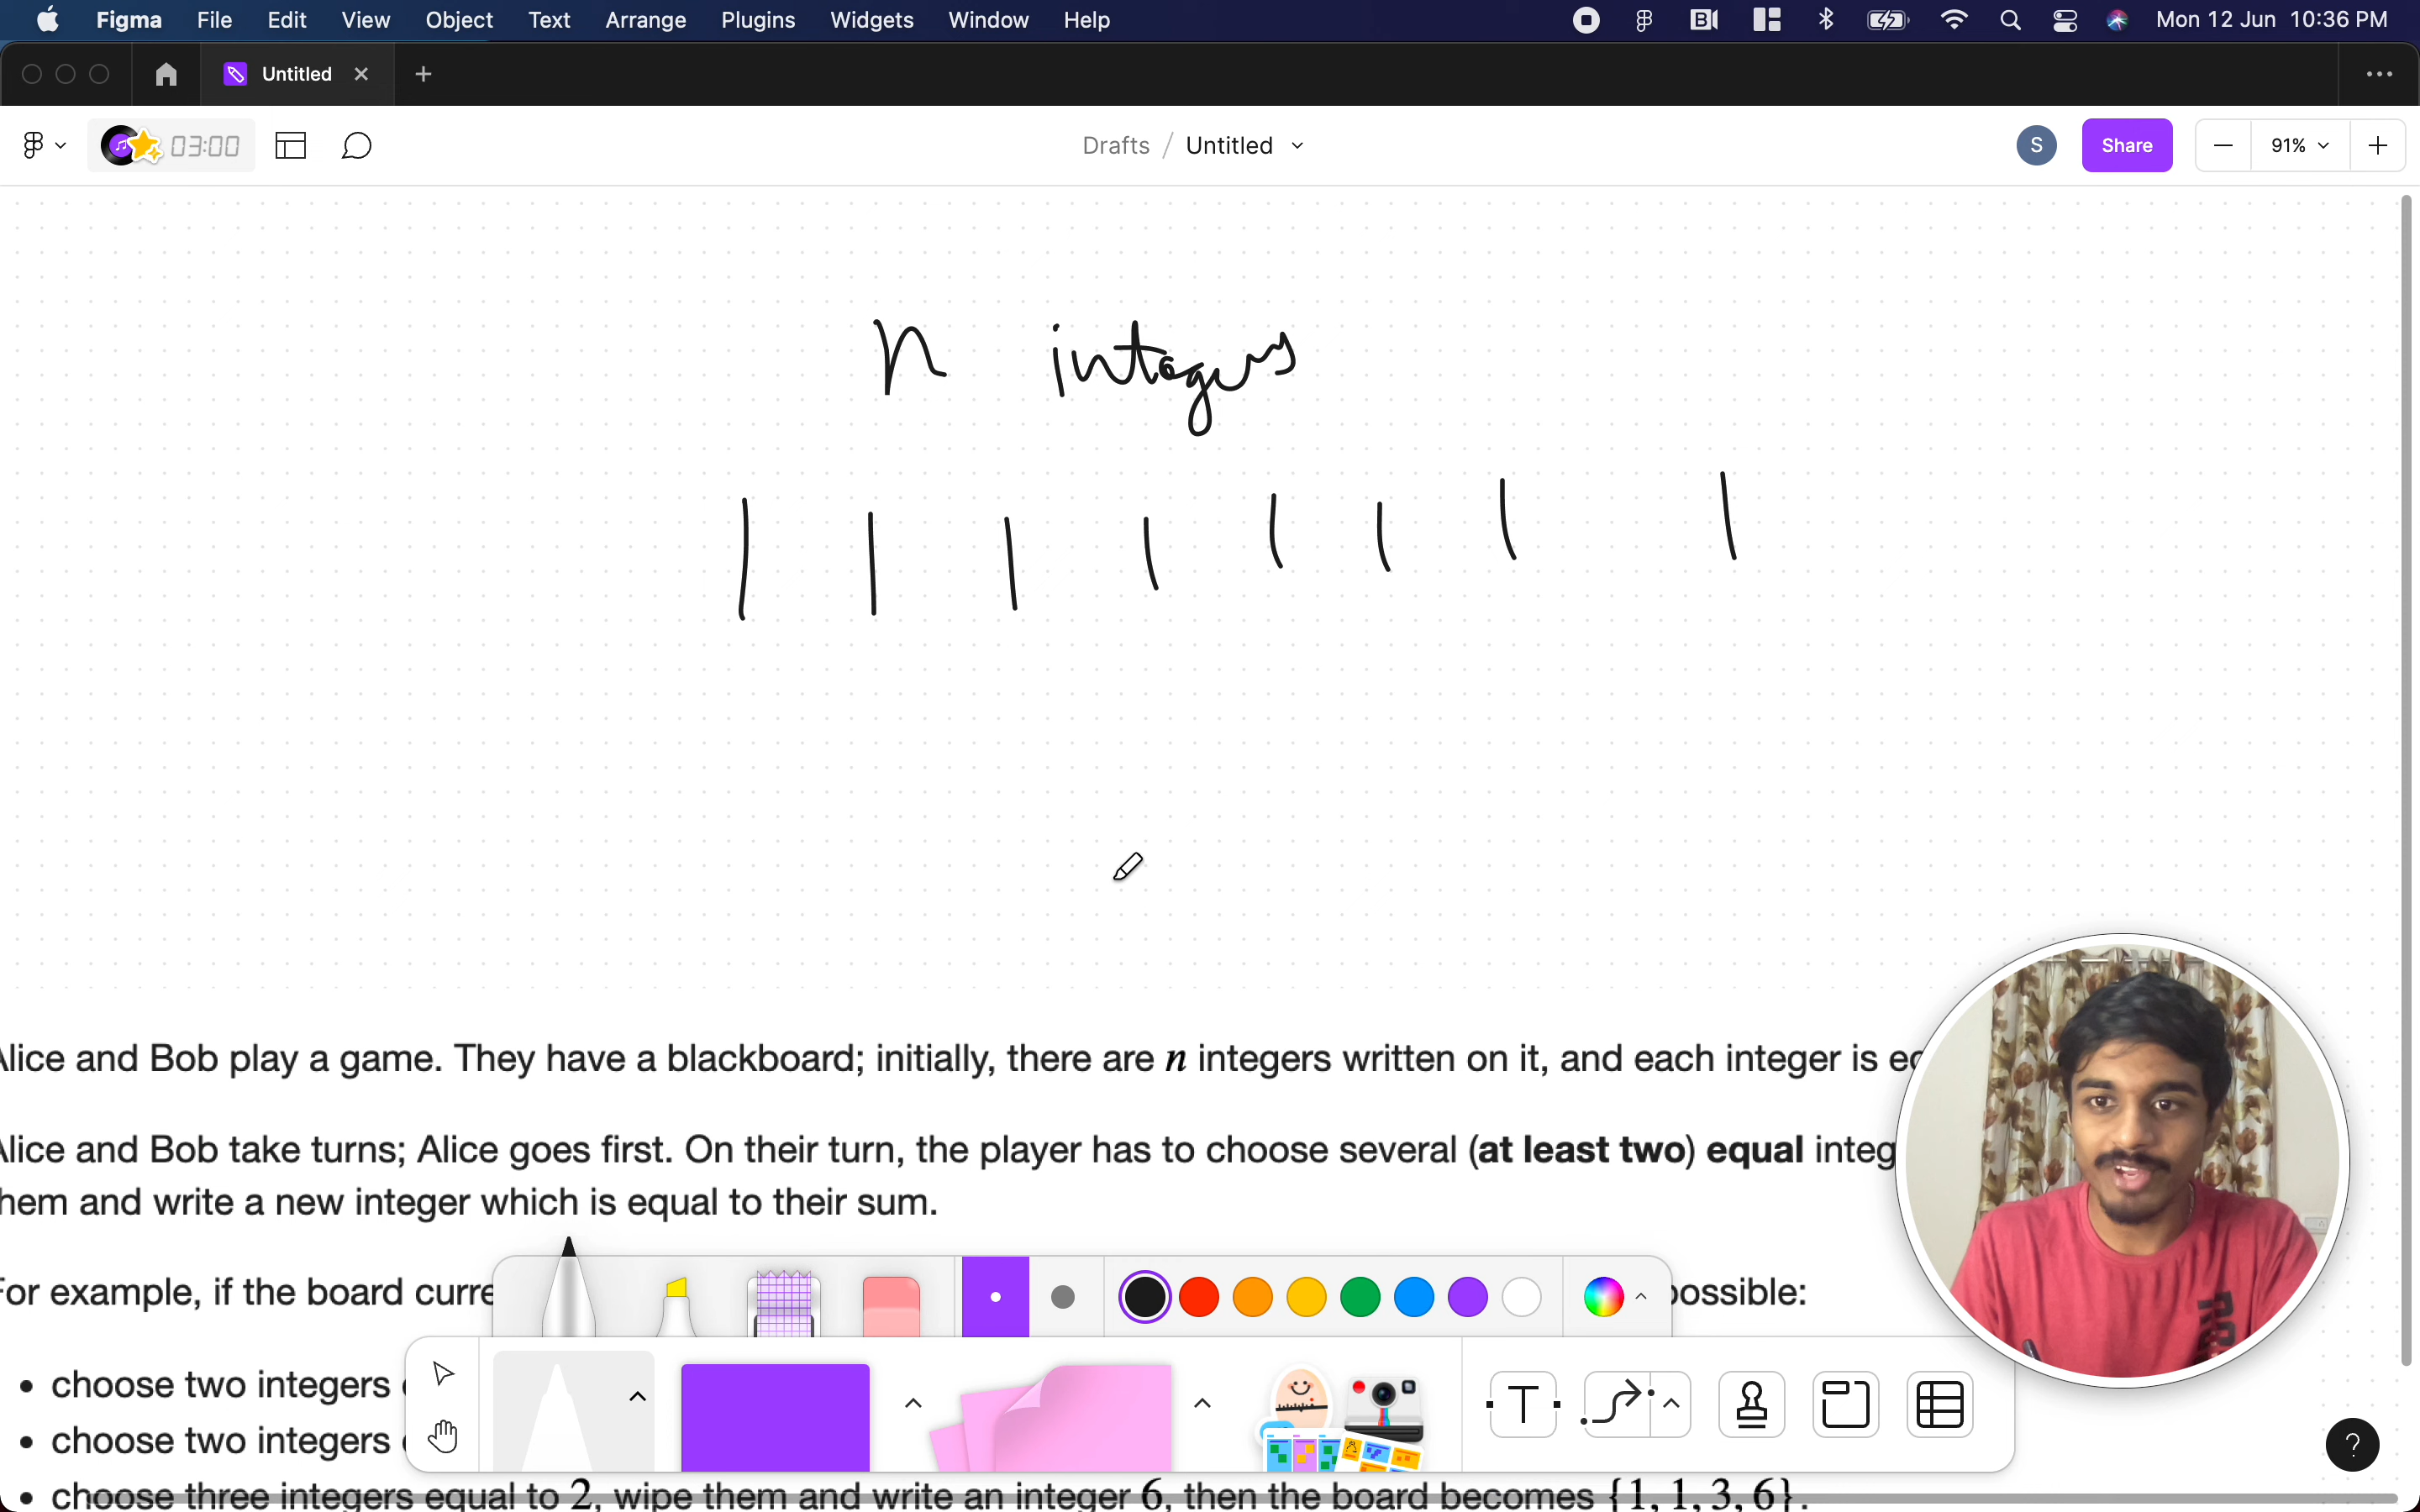 Figma File Edit View Object Text Arrange Plugins Widgets Window Help Mon 12 Jun 10:36 PM
Untitled
03:00 Drafts / Untitled S Share 91%
n integers
| | | | | | | |
Alice and Bob play a game. They have a blackboard; initially, there are n integers written on it, and each integer is
Alice and Bob take turns; Alice goes first. On their turn, the player has to choose several (at least two) equal integ
hem and write a new integer which is equal to their sum.
For example, if the board curre possible:
• choose two integers
• choose two integers
• choose three integers equal to 2, wipe them and write an integer 6, then the board becomes {1, 1, 3, 6}.
T
?